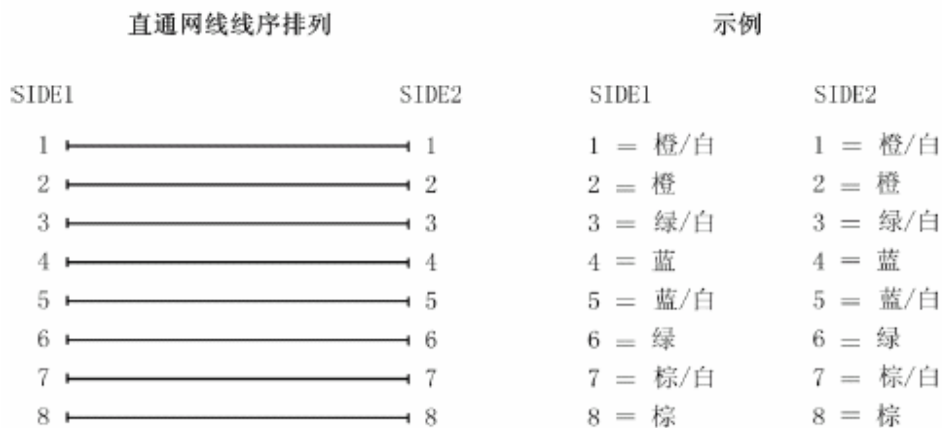 直通网线线序排列 示例
SIDE1 SIDE2 SIDE1 SIDE2
1 1 1 = 橙/白 1 = 橙/白
2 2 2 = 橙 2 = 橙
3 3 3 = 绿/白 3 = 绿/白
4 4 4 = 蓝 4 = 蓝
5 5 5 = 蓝/白 5 = 蓝/白
6 6 6 = 绿 6 = 绿
7 7 7 = 棕/白 7 = 棕/白
8 8 8 = 棕 8 = 棕